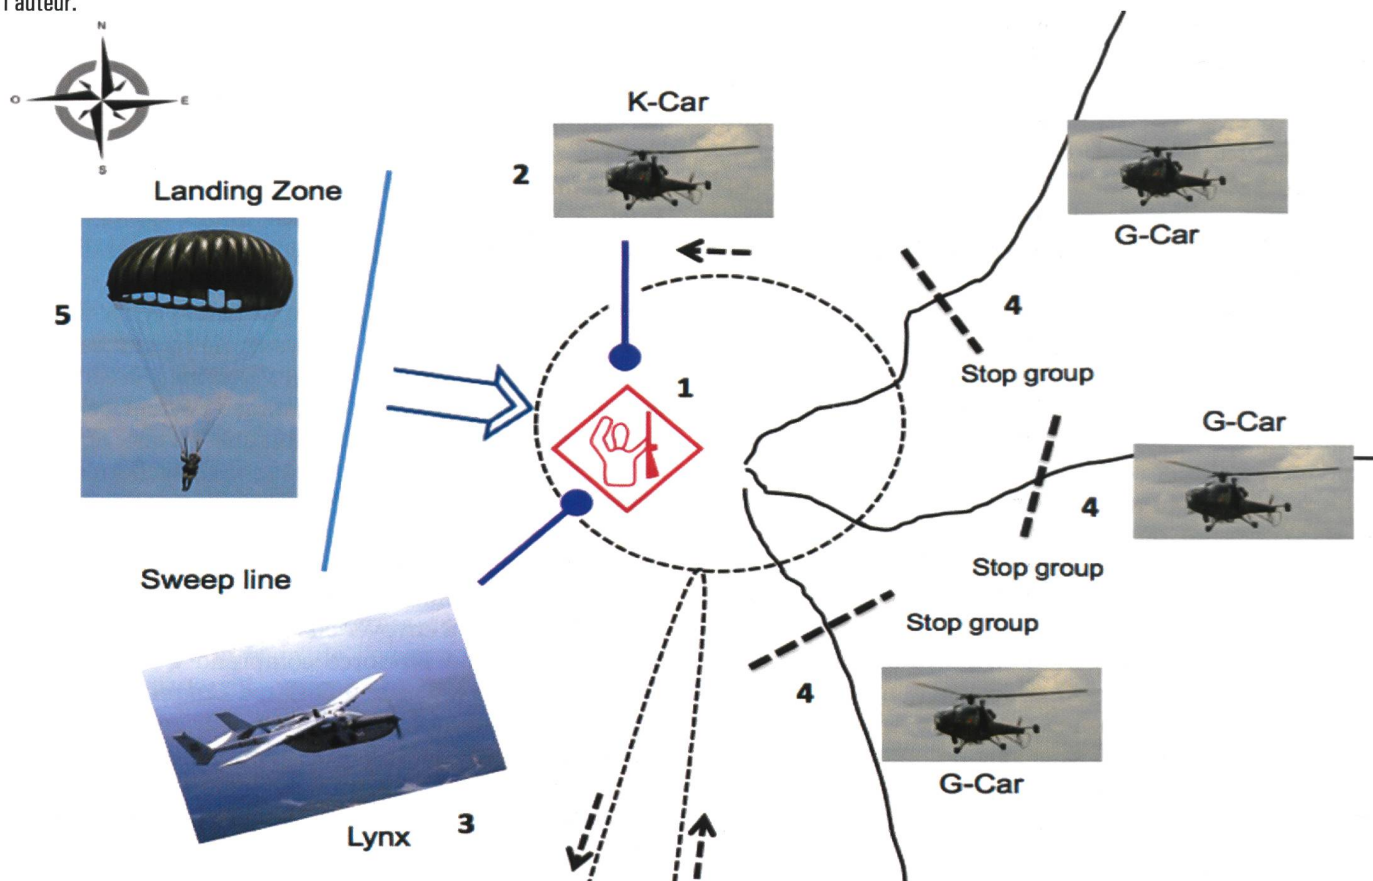 l'auteur.
N
O
E
S
K-Car
2
G-Car
Landing Zone
5
4
Stop group
1
G-Car
4
Stop group
Sweep line
Stop group
4
G-Car
Lynx
3